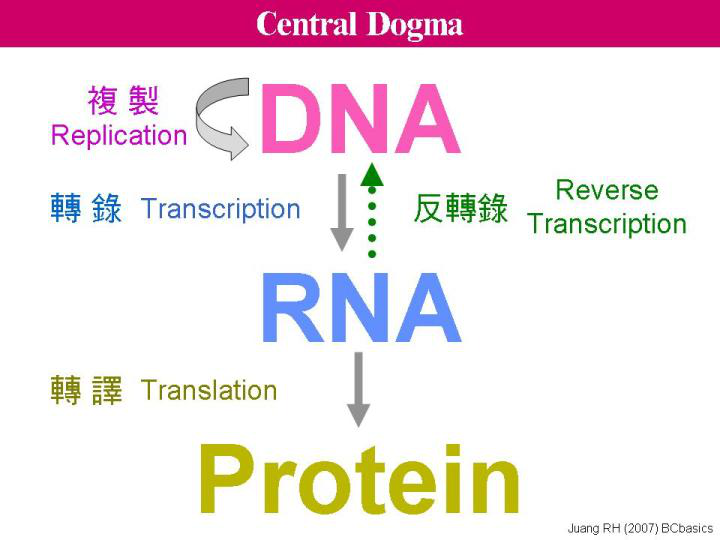 Central Dogma
複 製
Replication
DNA
轉 錄 Transcription
反轉錄
Reverse
Transcription
RNA
轉 譯 Translation
Protein
Juang RH (2007) BCbasics